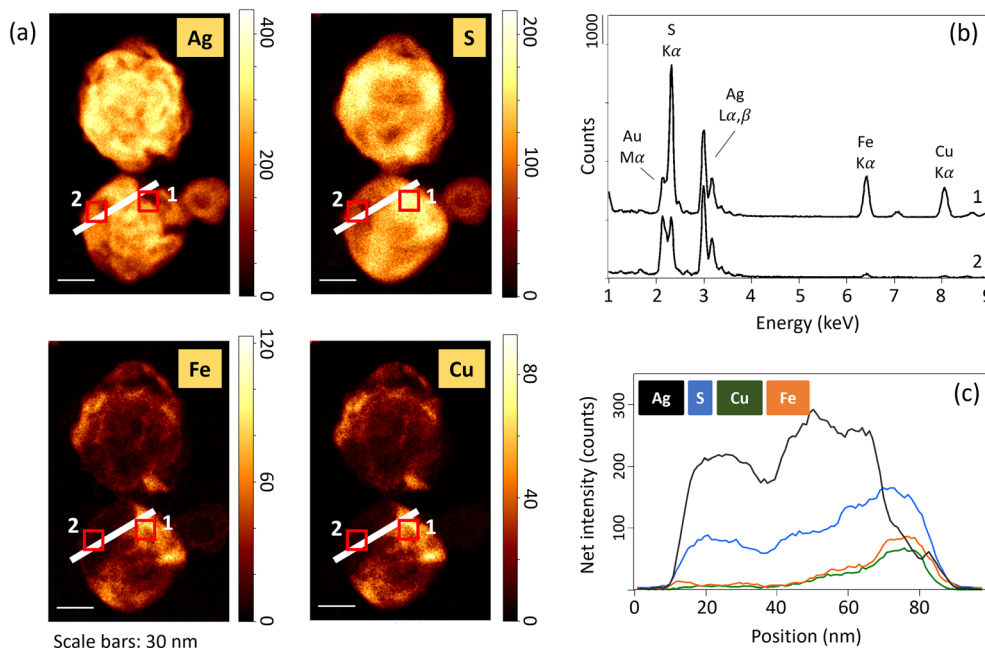 (a)
Ag
400
200
0
2
1
S
200
100
0
2
1
Fe
120
60
0
2
1
Cu
80
40
0
2
1
Scale bars: 30 nm
(b)
1000
Counts
S
Kα
Au
Mα
Ag
Lα,β
Fe
Kα
Cu
Kα
1
2
1 2 3 4 5 6 7 8 9
Energy (keV)
(c)
Ag S Cu Fe
300
200
100
Net intensity (counts)
0 20 40 60 80
Position (nm)